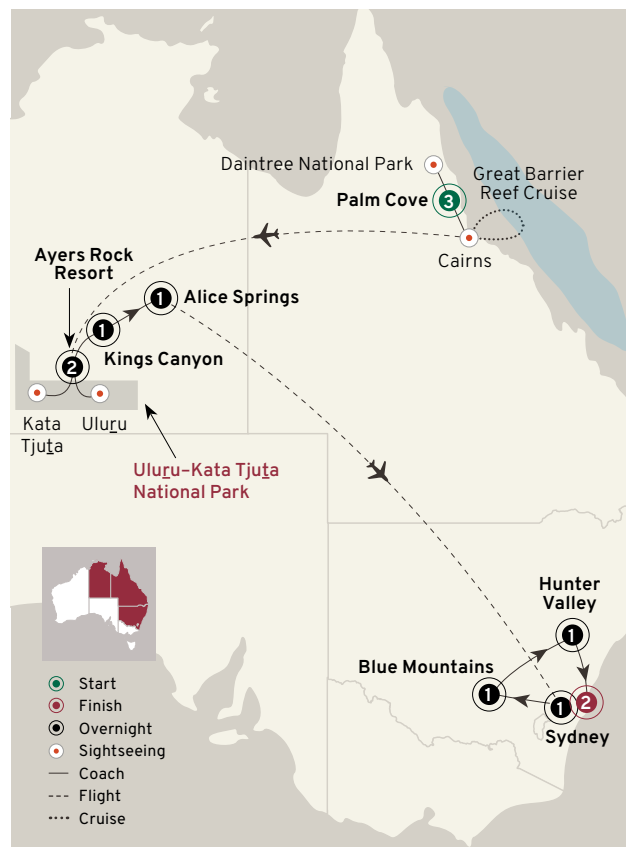 Daintree National Park
Great Barrier
Reef Cruise
Palm Cove
3
Cairns
Ayers Rock
Resort
1
Alice Springs
1
Kings Canyon
2
Kata
Tjuṯa
Uluṟu
Uluṟu–Kata Tjuṯa
National Park
Hunter
Valley
1
Blue Mountains
1
1
2
Sydney
Start
Finish
Overnight
Sightseeing
Coach
Flight
Cruise